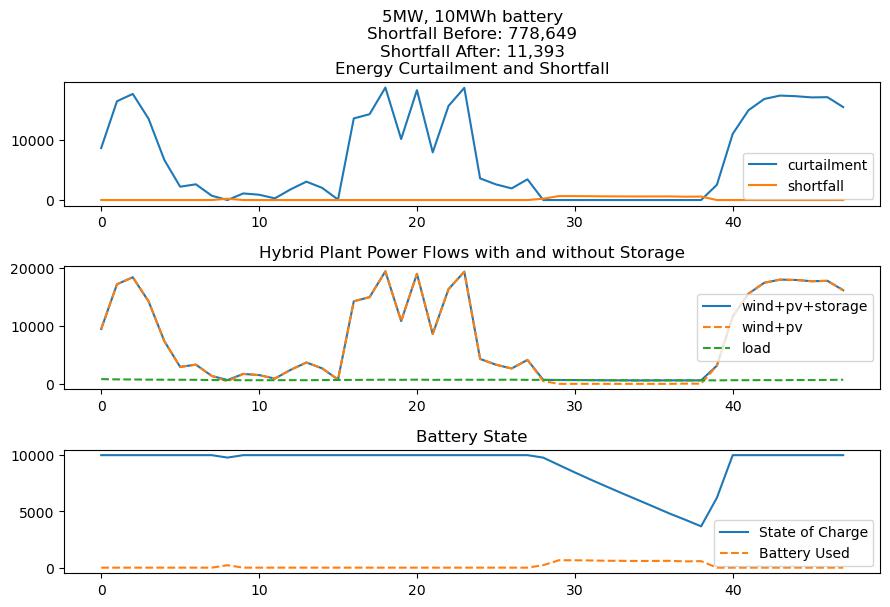 5MW, 10MWh battery
Shortfall Before: 778,649
Shortfall After: 11,393
Energy Curtailment and Shortfall
10000
0
curtailment
shortfall
0
10
20
30
40
Hybrid Plant Power Flows with and without Storage
20000
10000
0
wind+pv+storage
wind+pv
load
0
10
20
30
40
Battery State
10000
5000
0
State of Charge
Battery Used
0
10
20
30
40